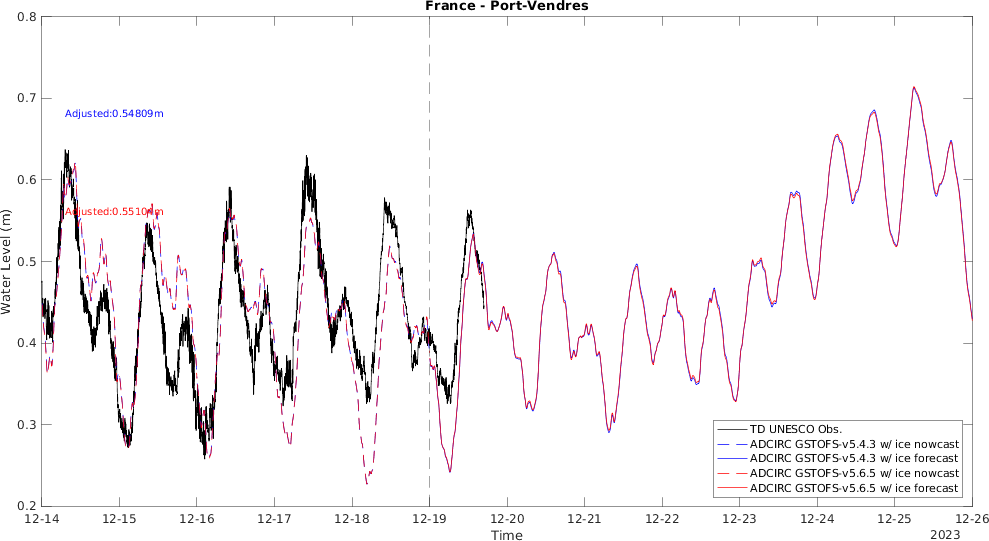 France - Port-Vendres
0.8
0.7
0.6
0.5
0.4
0.3
0.2
Water Level (m)
Adjusted:0.54809m
TD UNESCO Obs.
ADCIRC GSTOFS-v5.4.3 w/ ice nowcast
ADCIRC GSTOFS-v5.4.3 w/ ice forecast
ADCIRC GSTOFS-v5.6.5 w/ ice nowcast
ADCIRC GSTOFS-v5.6.5 w/ ice forecast
12-14 12-15 12-16 12-17 12-18 12-19 12-20 12-21 12-22 12-23 12-24 12-25 12-26
Time
2023